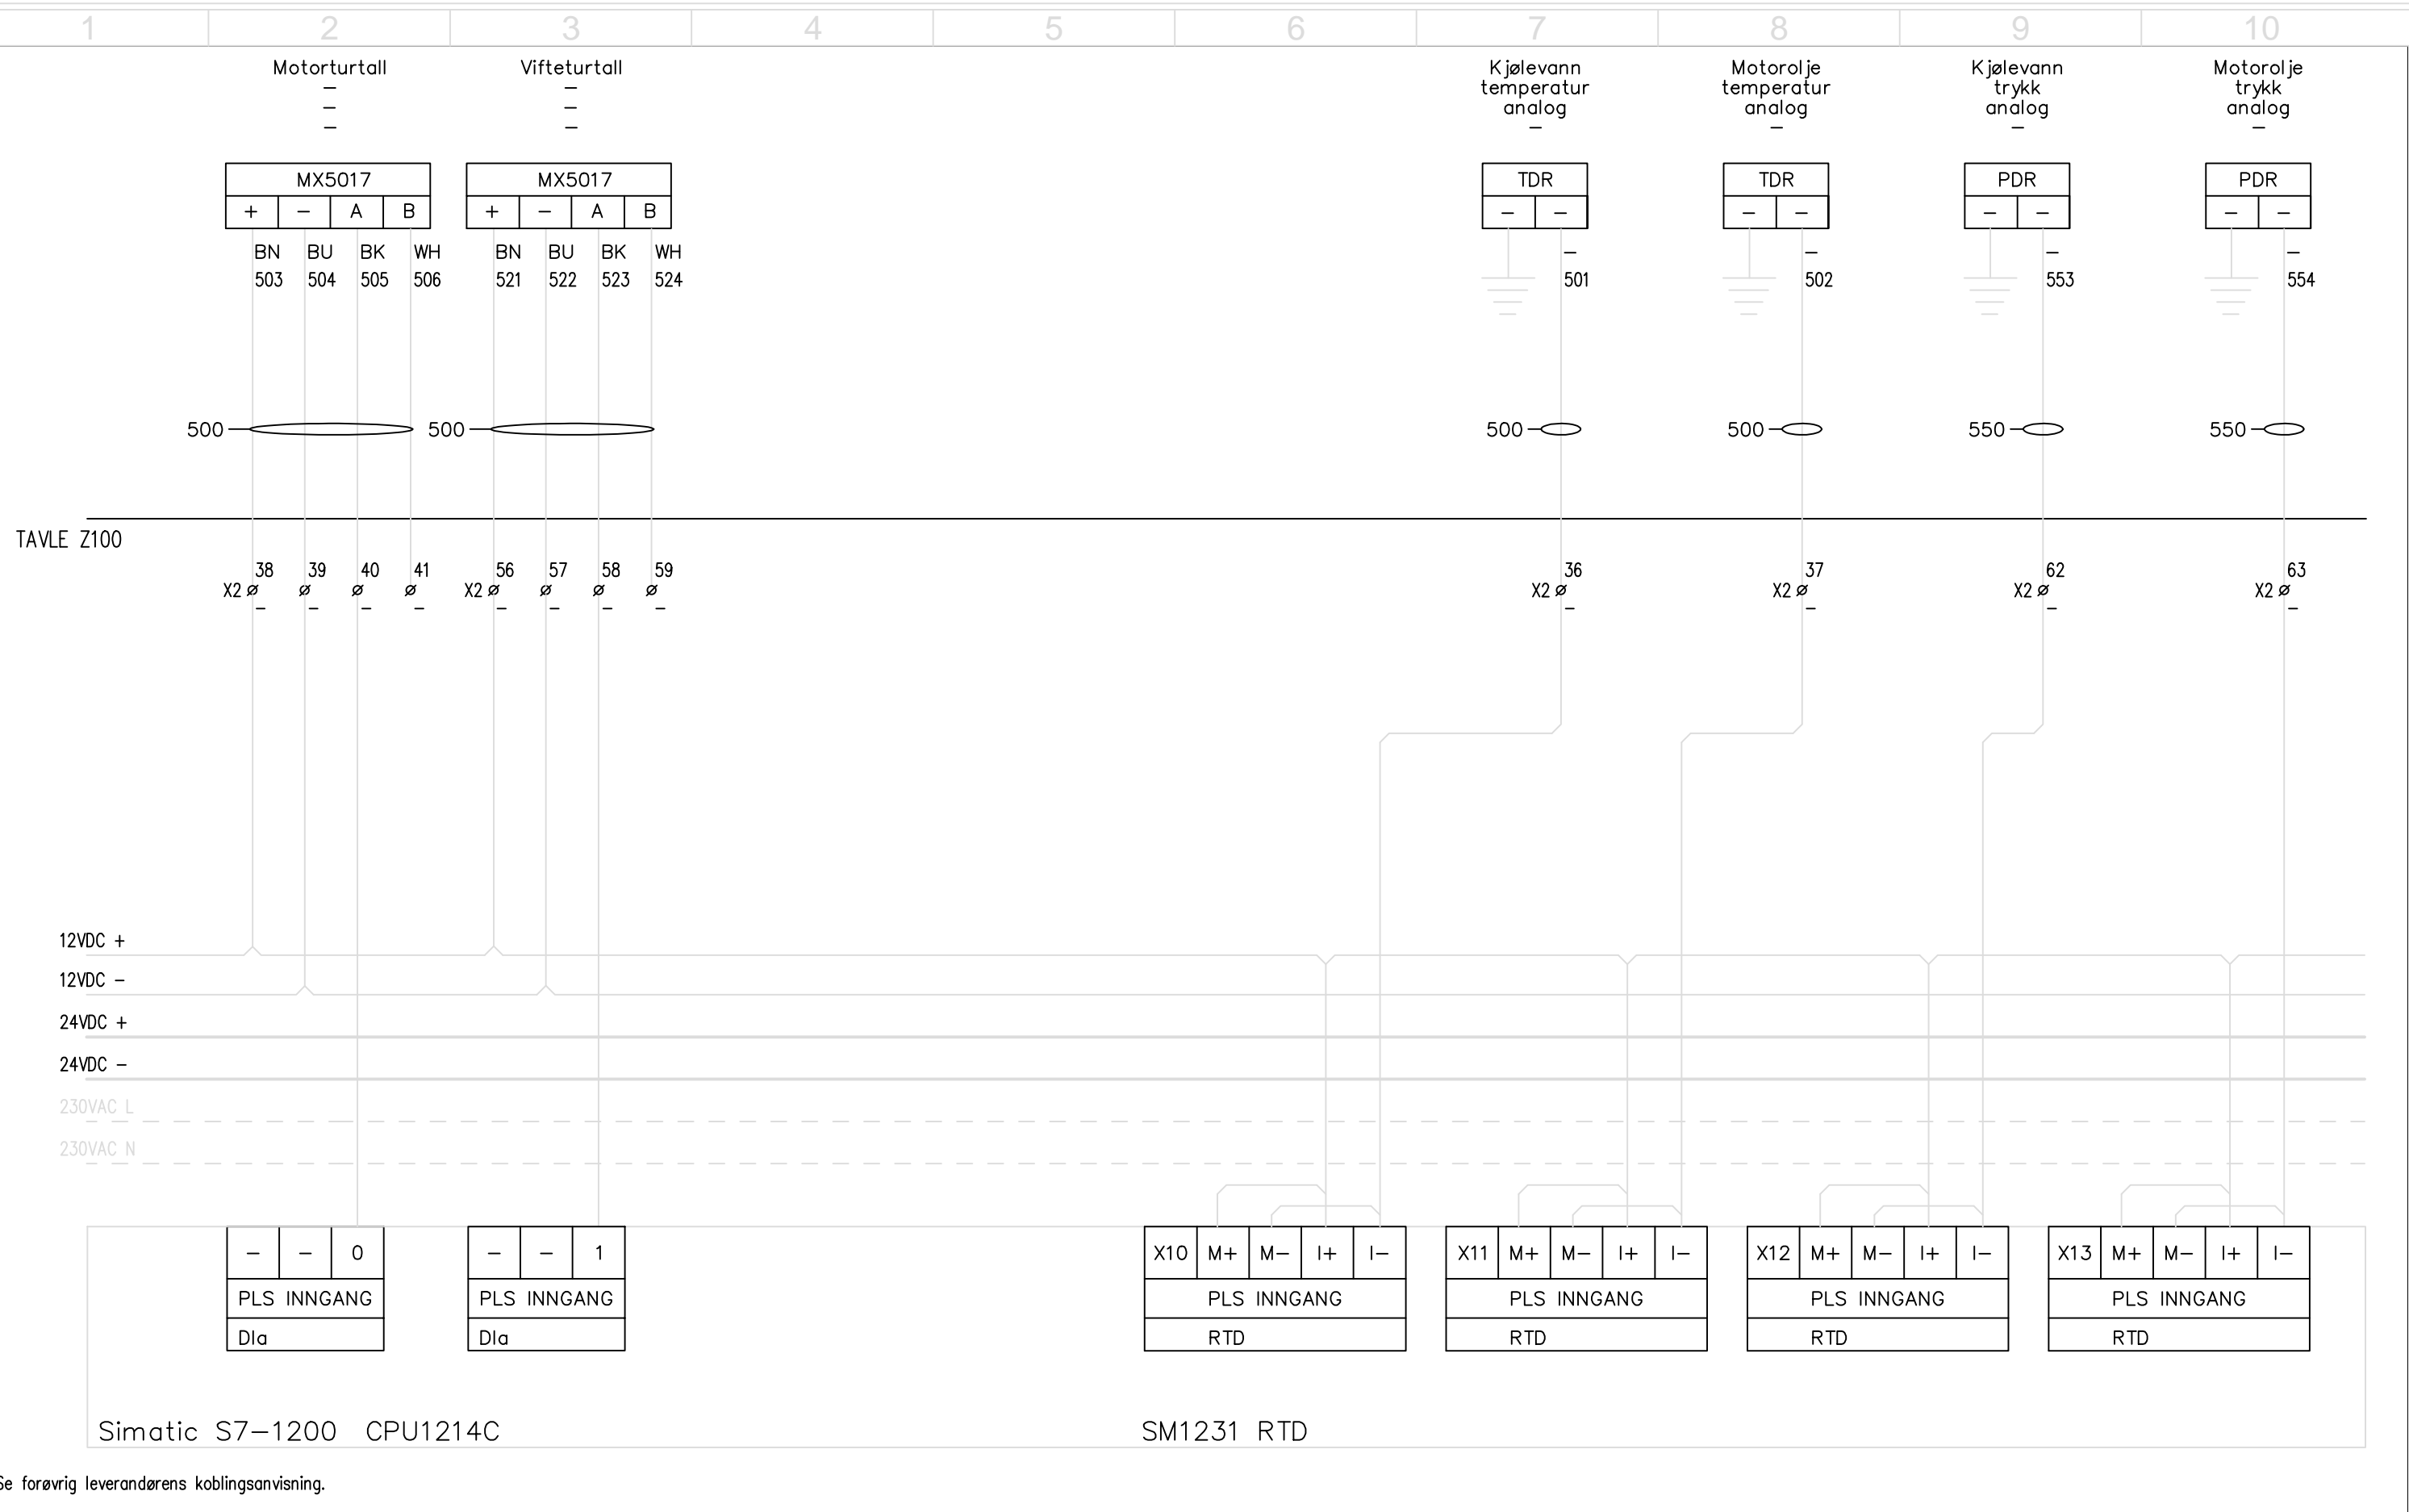 1 2 3 4 5 6 7 8 9 10
Motorturtall Vifteturtall Kjølevann Motorolje Kjølevann Motorolje
– – temperatur temperatur trykk trykk
– – analog analog analog analog
– – – – – –
MX5017 MX5017 TDR TDR PDR PDR
+ – A B + – A B – – – – – – – –
BN BU BK WH BN BU BK WH – – – –
503 504 505 506 521 522 523 524 501 502 553 554
500 500 500 500 550 550
TAVLE Z100
38 39 40 41 56 57 58 59 36 37 62 63
X2 X2 X2 X2 X2 X2
– – – – – – – – – – – –
12VDC +
12VDC –
24VDC +
24VDC –
230VAC L
230VAC N
– – 0 – – 1 X10 M+ M– I+ I– X11 M+ M– I+ I– X12 M+ M– I+ I– X13 M+ M– I+ I–
PLS INNGANG PLS INNGANG PLS INNGANG PLS INNGANG PLS INNGANG PLS INNGANG
DIa DIa RTD RTD RTD RTD
Simatic S7–1200 CPU1214C SM1231 RTD
Se forøvrig leverandørens koblingsanvisning.